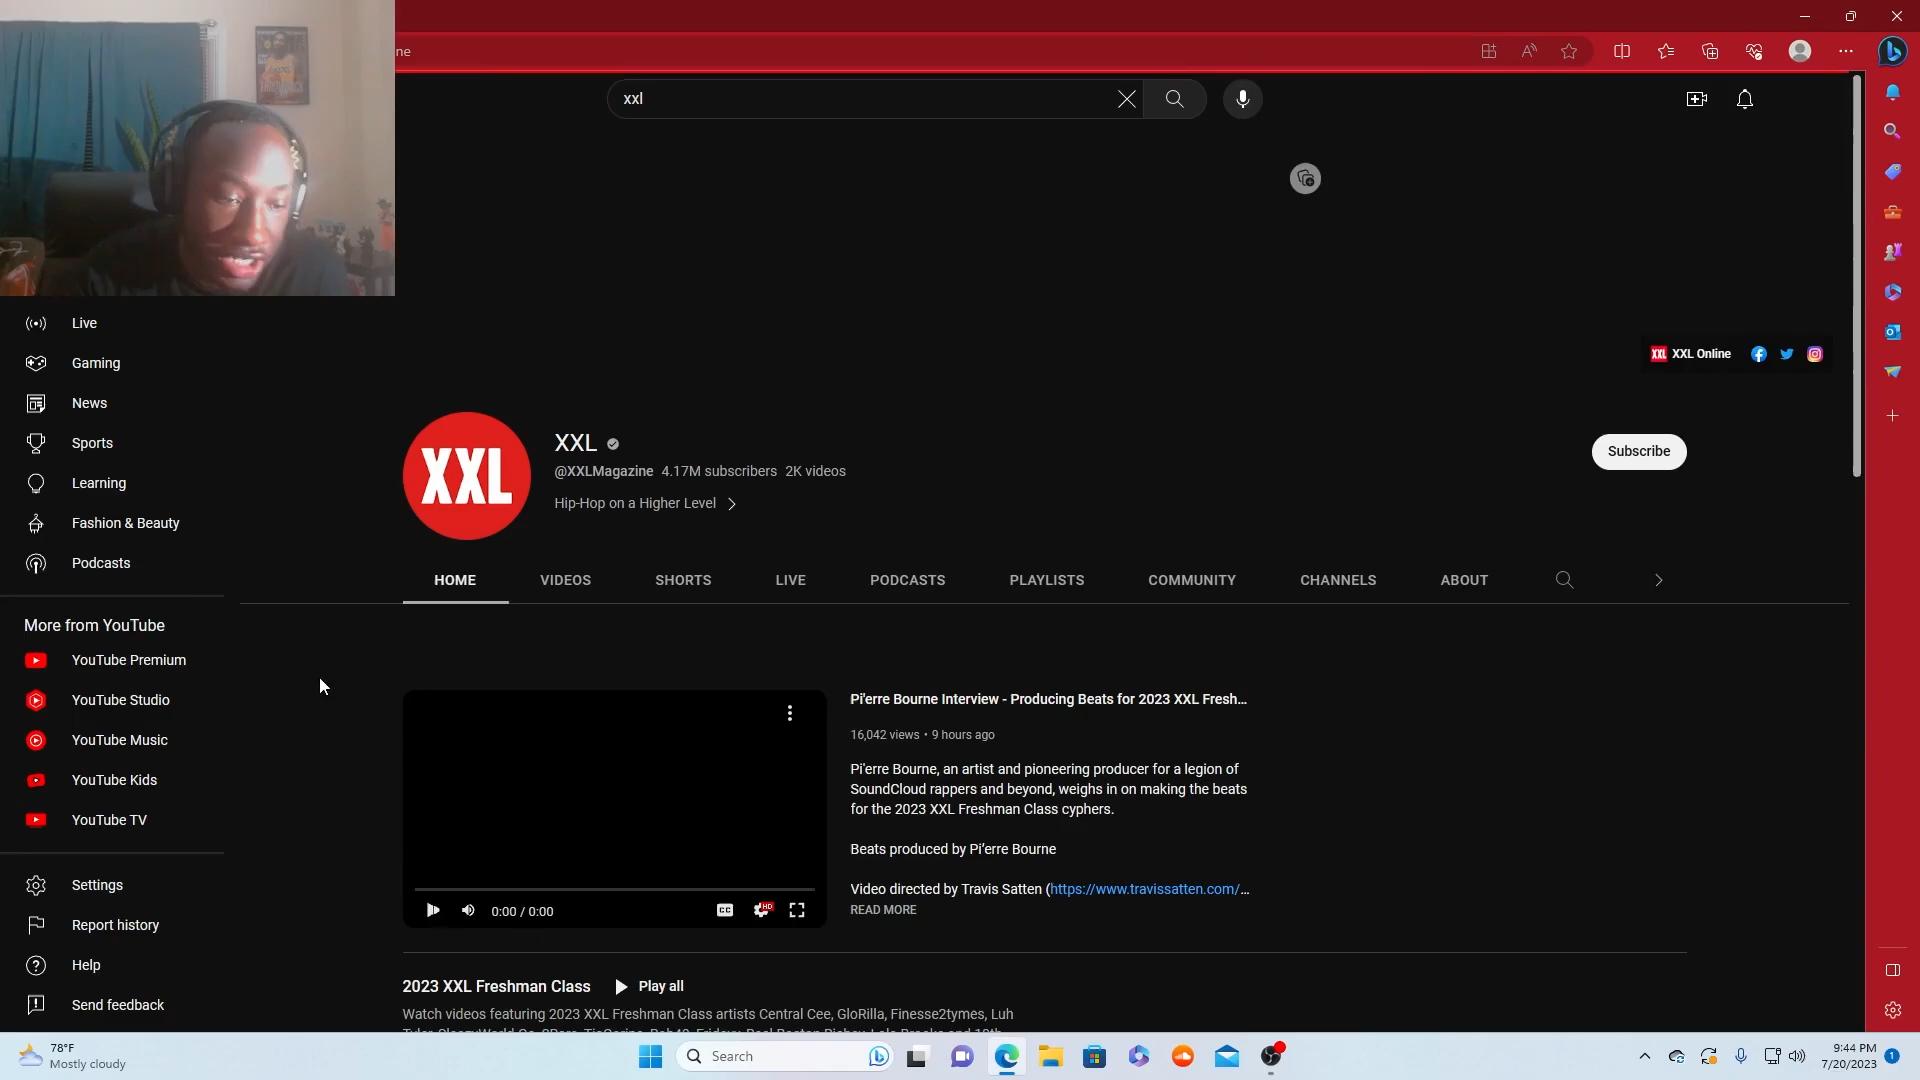 ne
xxl
XXL XXL Online
XXL
XXL
@XXLMagazine 4.17M subscribers 2K videos
Hip-Hop on a Higher Level
Subscribe
HOME VIDEOS SHORTS LIVE PODCASTS PLAYLISTS COMMUNITY CHANNELS ABOUT
Live
Gaming
News
Sports
Learning
Fashion & Beauty
Podcasts
More from YouTube
YouTube Premium
YouTube Studio
YouTube Music
YouTube Kids
YouTube TV
Settings
Report history
Help
Send feedback
0:00 / 0:00
CC
HD
Pi'erre Bourne Interview - Producing Beats for 2023 XXL Fresh...
16,042 views • 9 hours ago
Pi'erre Bourne, an artist and pioneering producer for a legion of
SoundCloud rappers and beyond, weighs in on making the beats
for the 2023 XXL Freshman Class cyphers.
Beats produced by Pi'erre Bourne
Video directed by Travis Satten (https://www.travissatten.com/...
READ MORE
2023 XXL Freshman Class Play all
Watch videos featuring 2023 XXL Freshman Class artists Central Cee, GloRilla, Finesse2tymes, Luh
78°F
Mostly cloudy
Search
9:44 PM
7/20/2023
1